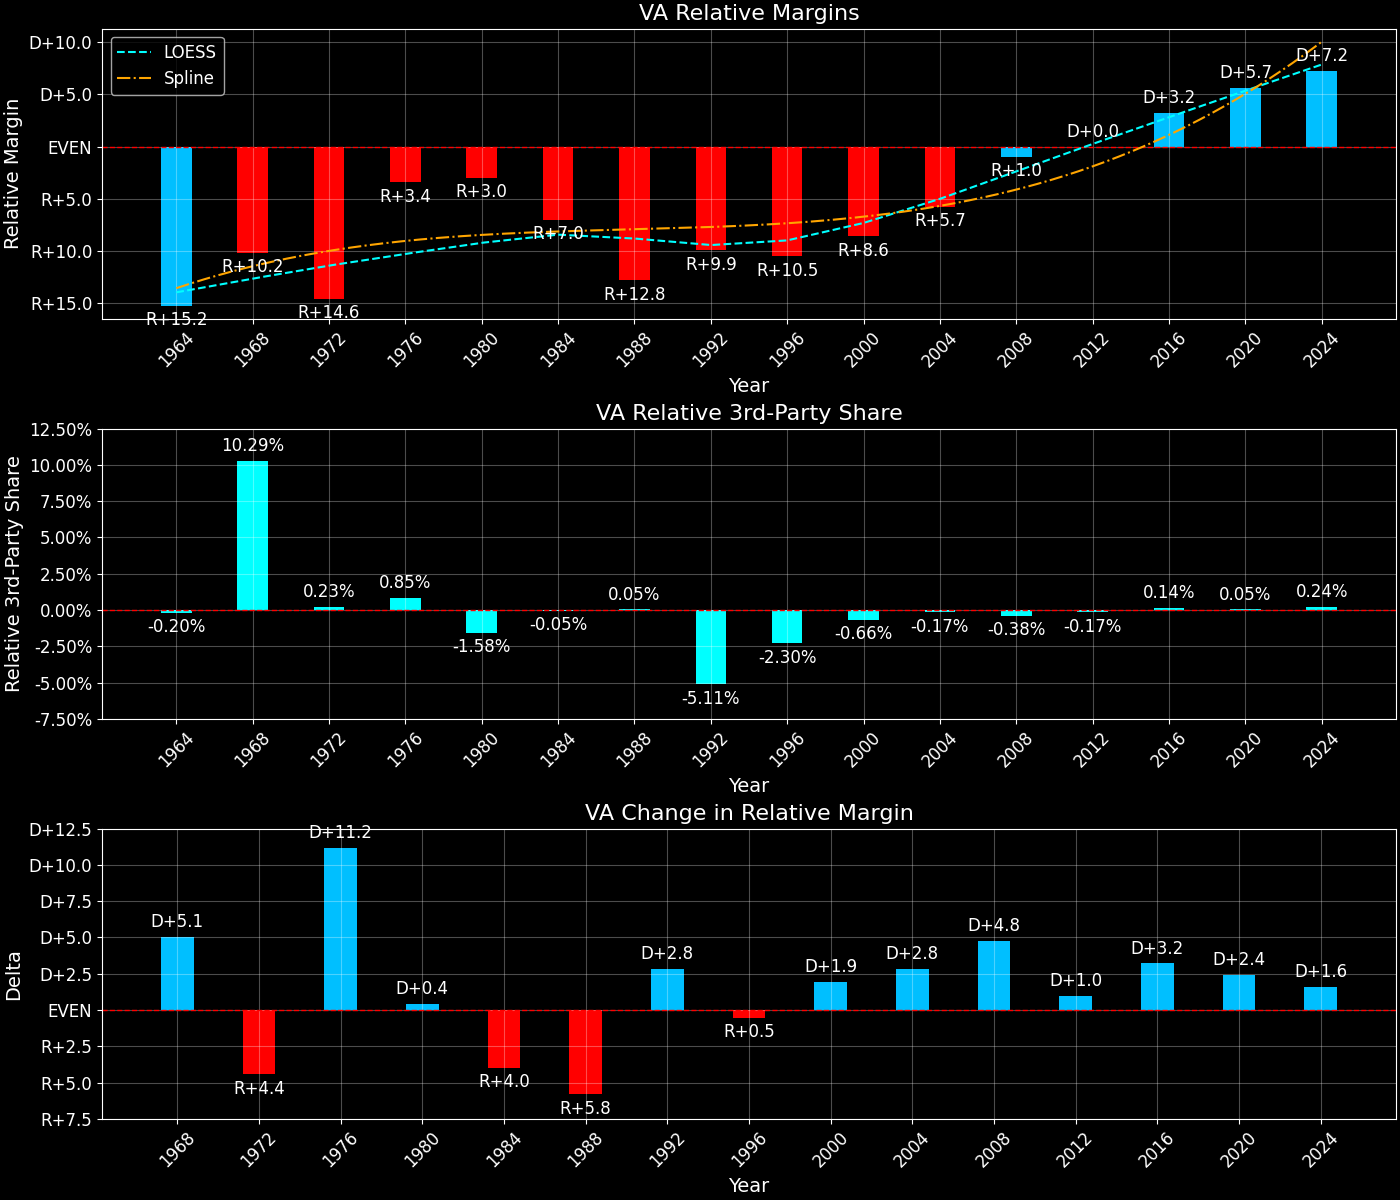 VA Relative Margins
LOESS
Spline
Relative Margin
D+10.0
D+5.0
EVEN
R+5.0
R+10.0
R+15.0
R+15.2
R+10.2
R+14.6
R+3.4
R+3.0
R+7.0
R+12.8
R+9.9
R+10.5
R+8.6
R+5.7
R+1.0
D+0.0
D+3.2
D+5.7
D+7.2
1964 1968 1972 1976 1980 1984 1988 1992 1996 2000 2004 2008 2012 2016 2020 2024
Year
VA Relative 3rd-Party Share
Relative 3rd-Party Share
12.50%
10.00%
7.50%
5.00%
2.50%
0.00%
-2.50%
-5.00%
-7.50%
-0.20%
10.29%
0.23%
0.85%
-1.58%
-0.05%
0.05%
-5.11%
-2.30%
-0.66%
-0.17%
-0.38%
-0.17%
0.14%
0.05%
0.24%
1964 1968 1972 1976 1980 1984 1988 1992 1996 2000 2004 2008 2012 2016 2020 2024
Year
VA Change in Relative Margin
Delta
D+12.5
D+10.0
D+7.5
D+5.0
D+2.5
EVEN
R+2.5
R+5.0
R+7.5
D+5.1
R+4.4
D+11.2
D+0.4
R+4.0
R+5.8
D+2.8
R+0.5
D+1.9
D+2.8
D+4.8
D+1.0
D+3.2
D+2.4
D+1.6
1968 1972 1976 1980 1984 1988 1992 1996 2000 2004 2008 2012 2016 2020 2024
Year